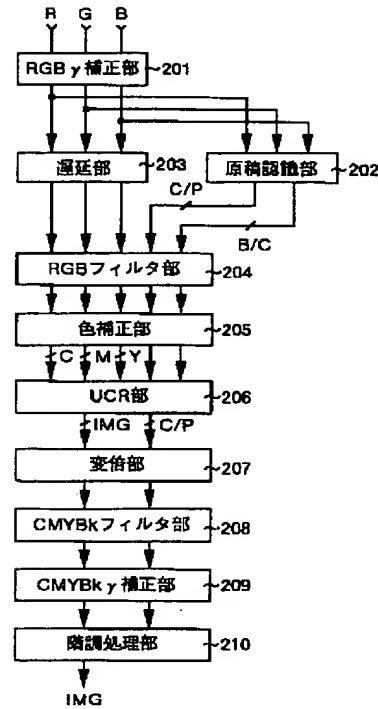 R G B
RGBγ補正部 201
遅延部 203
原稿認識部 202
C/P
B/C
RGBフィルタ部 204
色補正部 205
C M Y
UCR部 206
IMG C/P
変倍部 207
CMYBkフィルタ部 208
CMYBkγ補正部 209
階調処理部 210
IMG